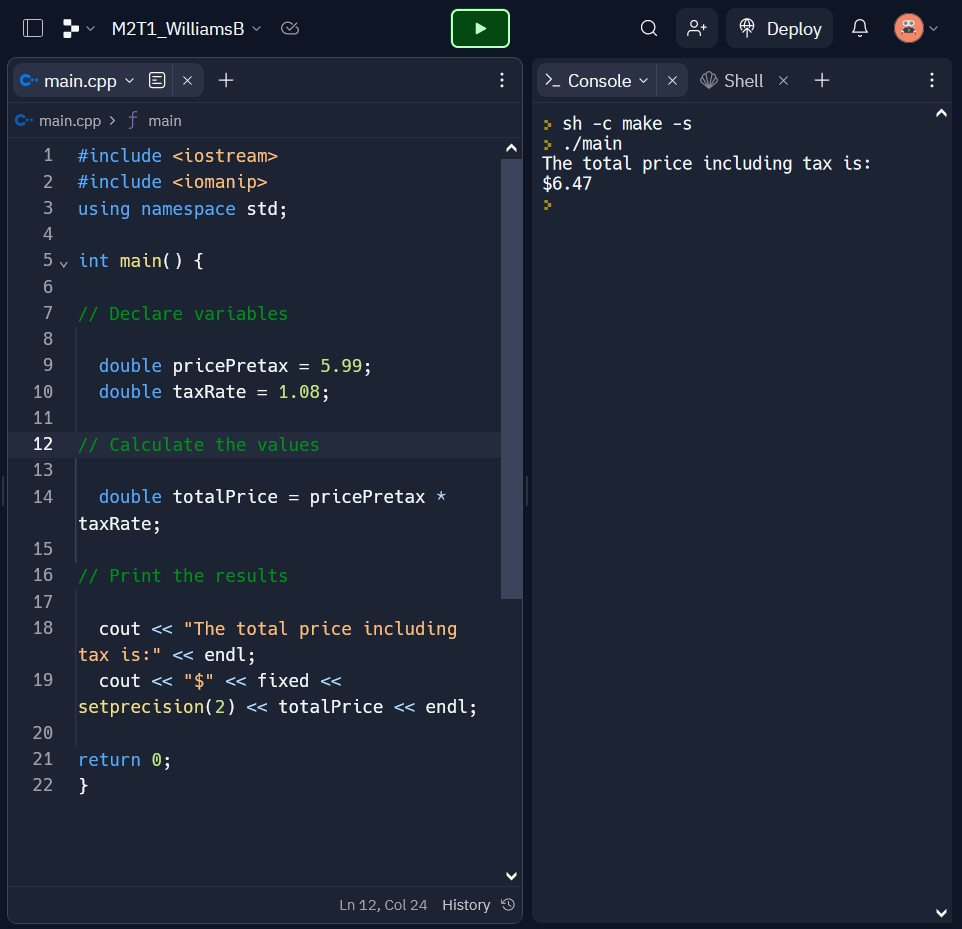 M2T1_WilliamsB
Deploy
main.cpp
Console
Shell
main.cpp
main
1 #include <iostream>
2 #include <iomanip>
3 using namespace std;
4
5 int main() {
6
7 // Declare variables
8
9 double pricePretax = 5.99;
10 double taxRate = 1.08;
11
12 // Calculate the values
13
14 double totalPrice = pricePretax *
taxRate;
15
16 // Print the results
17
18 cout << "The total price including
tax is:" << endl;
19 cout << "$" << fixed <<
setprecision(2) << totalPrice << endl;
20
21 return 0;
22 }
Ln 12, Col 24 History
sh -c make -s
./main
The total price including tax is:
$6.47